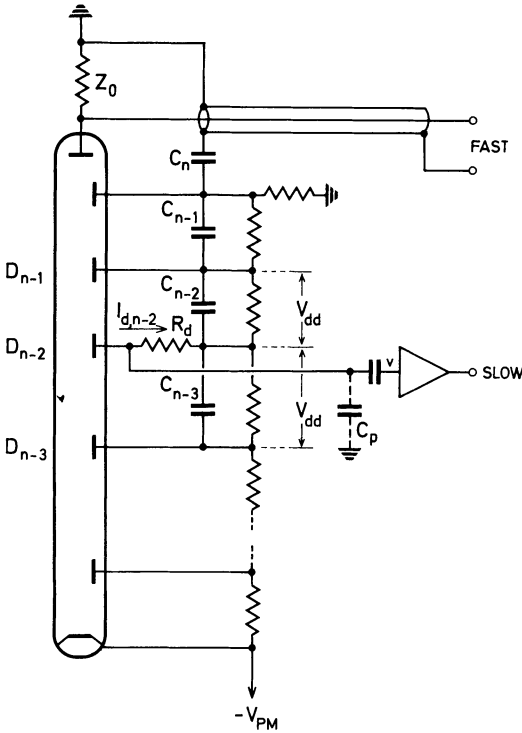 Z0
FAST
Cn
Cn-1
Dn-1
Cn-2
Vdd
Id,n-2
Rd
Dn-2
v
SLOW
Cn-3
Vdd
Cp
Dn-3
-VPM